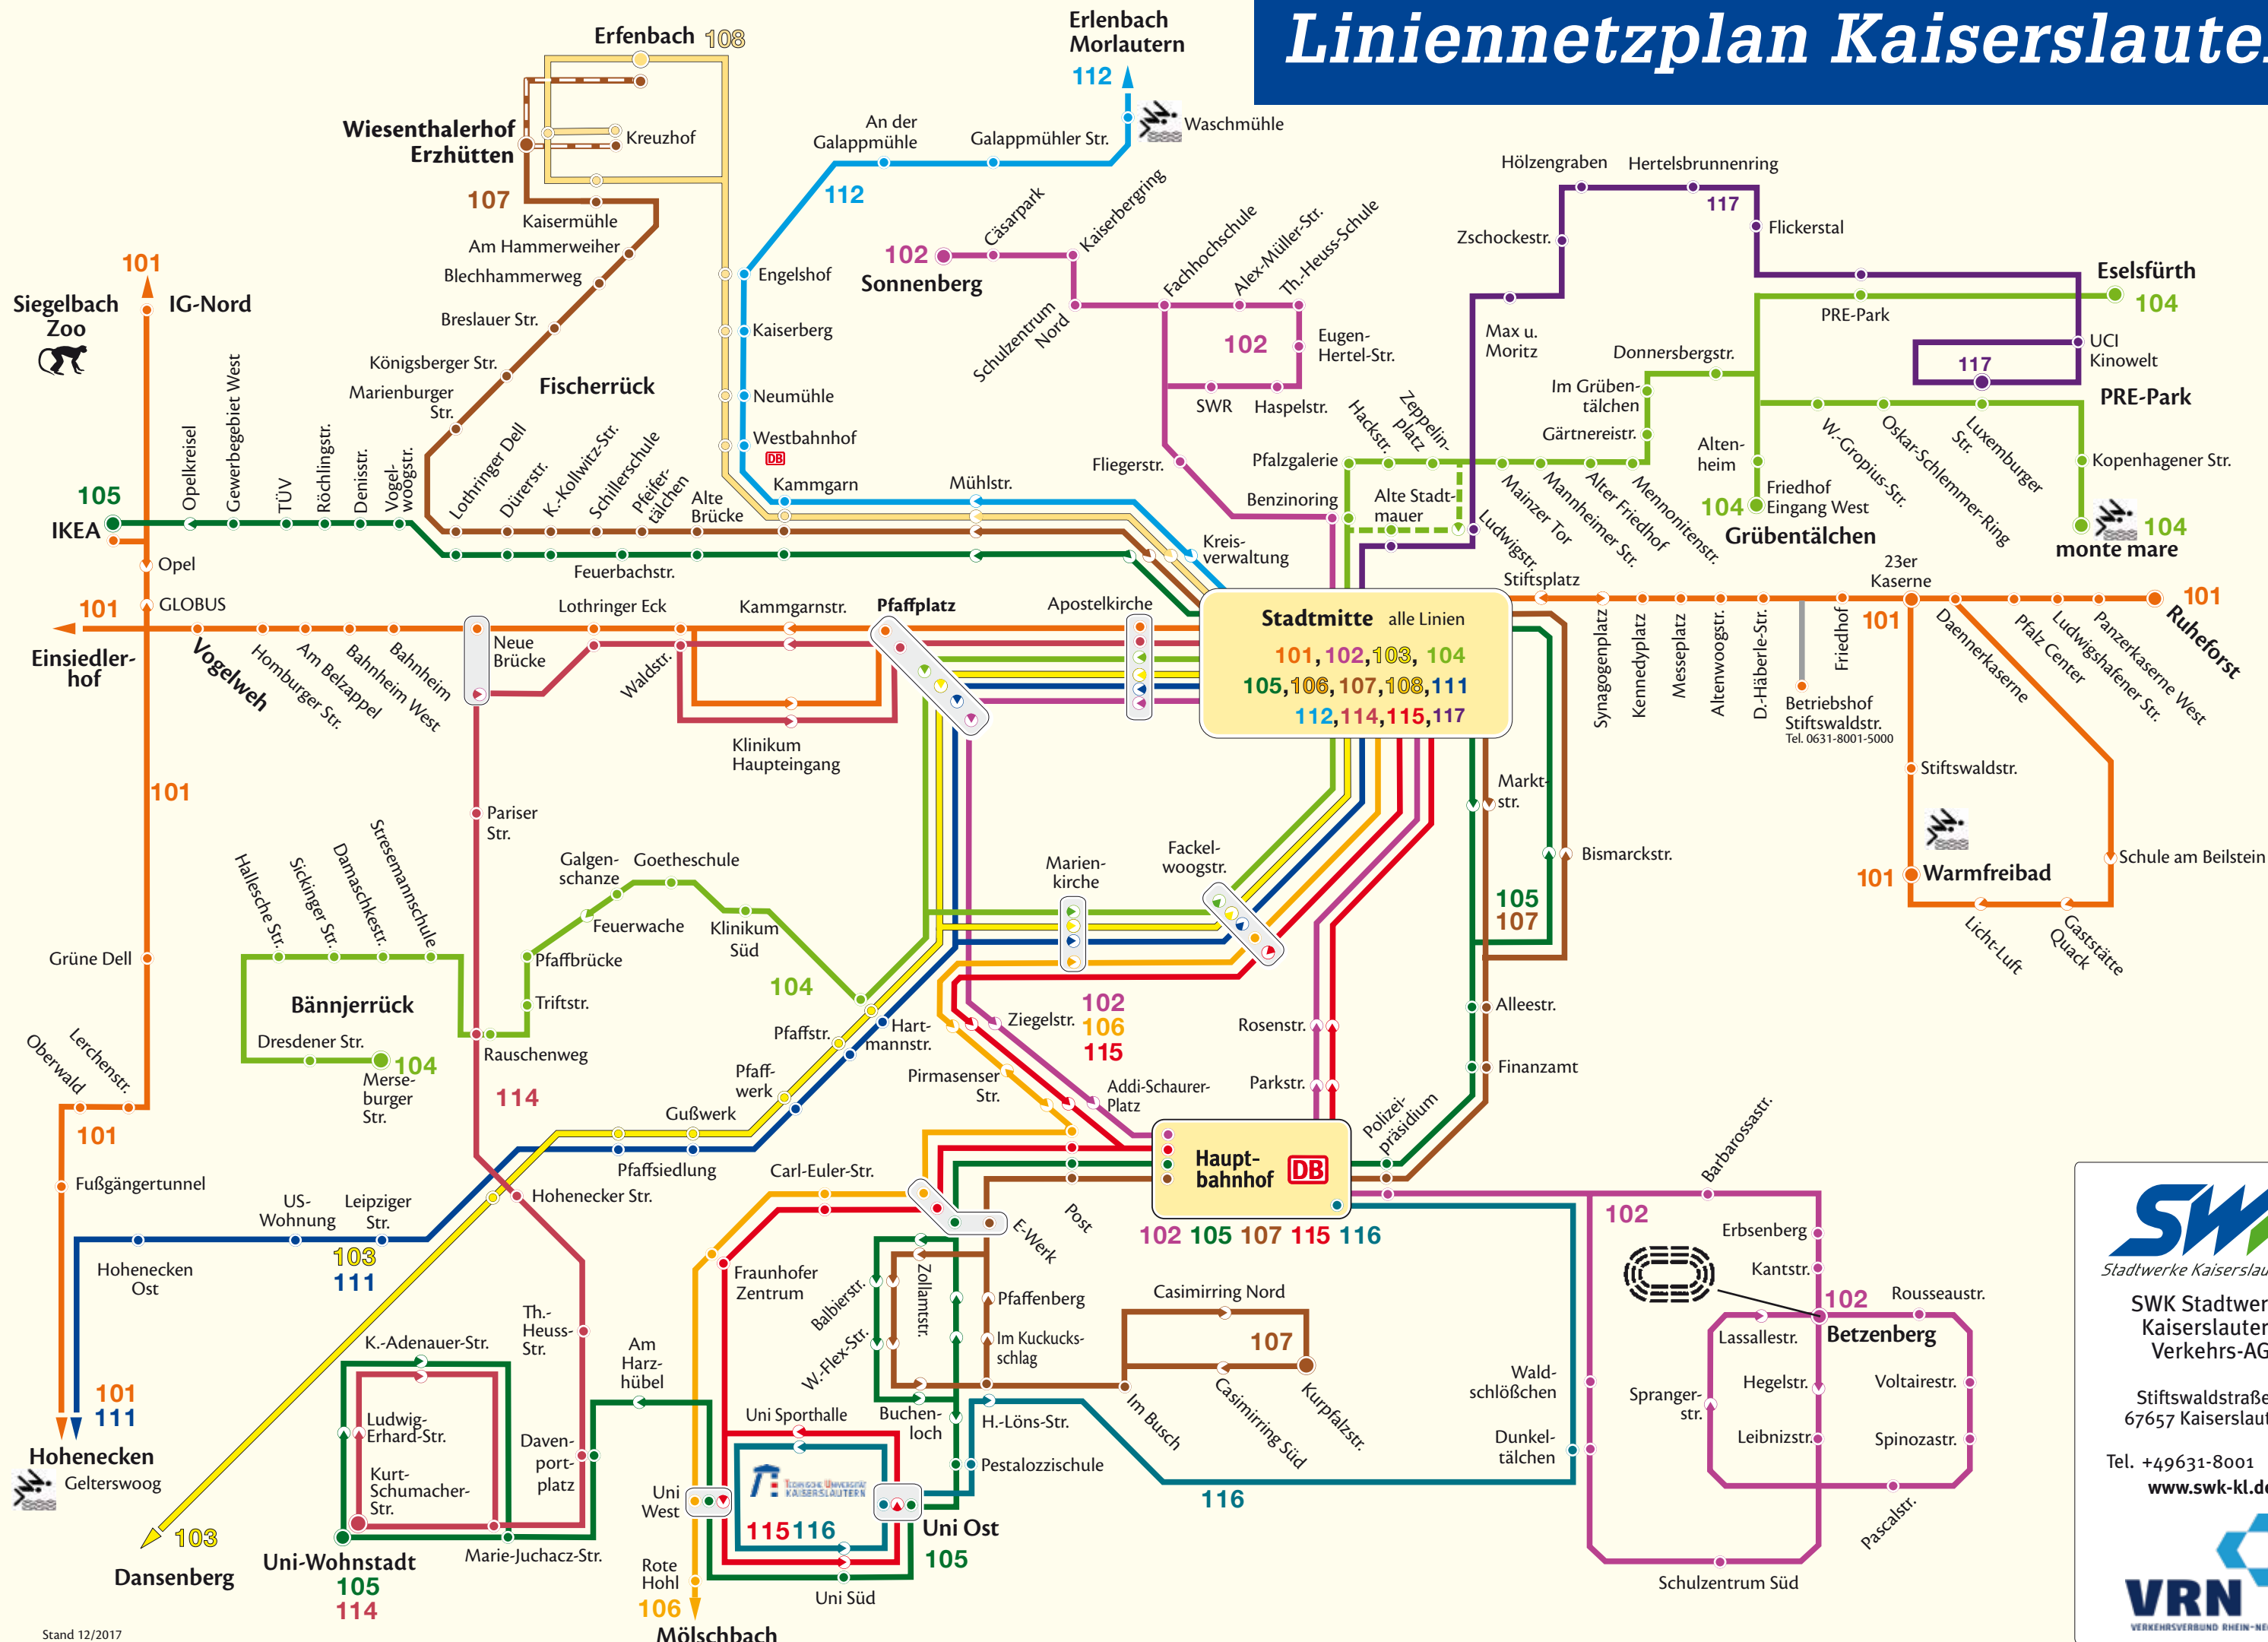 Liniennetzplan Kaiserslaute
Erfenbach 108
Erlenbach
Morlautern
112
Waschmühle
Wiesenthalerhof
Erzhütten
Kreuzhof
107
Kaisermühle
Am Hammerweiher
Blechhammerweg
Breslauer Str.
Königsberger Str.
Marienburger
Str.
Fischerrück
An der
Galappmühle
Galappmühler Str.
112
Engelshof
Kaiserberg
Neumühle
Westbahnhof
DB
Kammgarn
Mühlstr.
Kreis-
verwaltung
102
Sonnenberg
Cäsarpark
Kaiserbergring
Schulzentrum
Nord
Fachhochschule
Alex-Müller-Str.
Th.-Heuss-Schule
102
Eugen-
Hertel-Str.
SWR
Haspelstr.
Fliegerstr.
Benzinoring
Pfalzgalerie
Hackstr.
Zeppelin-
platz
Alte Stadt-
mauer
Ludwigstr.
Mainzer Tor
Mannheimer Str.
Alter Friedhof
Mennonitenstr.
Gärtnereistr.
Im Grüben-
tälchen
Donnersbergstr.
Max u.
Moritz
Zschockestr.
Hölzengraben
Hertelsbrunnenring
117
Flickerstal
Eselsfürth
104
PRE-Park
UCI
Kinowelt
117
PRE-Park
Alten-
heim
Friedhof
Eingang West
104
Grübentälchen
W.-Gropius-Str.
Oskar-Schlemmer-Ring
Luxemburger
Str.
Kopenhagener Str.
104
monte mare
101
Siegelbach
Zoo
IG-Nord
105
IKEA
Opelkreisel
Gewerbegebiet West
TÜV
Röchlingstr.
Denisstr.
Vogel-
woogstr.
Lothringer Dell
Dürerstr.
K.-Kollwitz-Str.
Schillerschule
Pfeifer-
tälchen
Alte
Brücke
Feuerbachstr.
Opel
GLOBUS
101
Einsiedler-
hof
Vogelweh
Homburger Str.
Am Belzappel
Bahnheim West
Bahnheim
Neue
Brücke
Lothringer Eck
Waldstr.
Kammgarnstr.
Klinikum
Haupteingang
Pfaffplatz
Apostelkirche
Stadtmitte alle Linien
101, 102, 103, 104
105, 106, 107, 108, 111
112, 114, 115, 117
Stiftsplatz
Synagogenplatz
Kennedyplatz
Messeplatz
Altenwoogstr.
D.-Häberle-Str.
Betriebshof
Stiftswaldstr.
Tel. 0631-8001-5000
Friedhof
23er
Kaserne
101
Daennerkaserne
Pfalz Center
Ludwigshafener Str.
Panzerkaserne West
101
Ruheforst
Stiftswaldstr.
101
Warmfreibad
Licht-Luft
Gaststätte
Quack
Schule am Beilstein
101
Grüne Dell
Oberwald
Lerchenstr.
101
Fußgängertunnel
Pariser
Str.
Hallesche Str.
Sickinger Str.
Damaschkestr.
Stresemannschule
Bännjerrück
Dresdener Str.
104
Merse-
burger
Str.
Rauschenweg
Triftstr.
Pfaffbrücke
Feuerwache
Galgen-
schanze
Goetheschule
Klinikum
Süd
104
114
Marien-
kirche
Fackel-
woogstr.
Markt-
str.
Bismarckstr.
105
107
Alleestr.
Finanzamt
Rosenstr.
Parkstr.
Polizei-
präsidium
Pfaffstr.
Hart-
mannstr.
Pfaff-
werk
Gußwerk
Pfaffsiedlung
Ziegelstr.
102
106
115
Pirmasenser
Str.
Addi-Schaurer-
Platz
Haupt-
bahnhof
DB
102 105 107 115 116
Post
E-Werk
Carl-Euler-Str.
Fraunhofer
Zentrum
Hohenecker Str.
US-
Wohnung
Leipziger
Str.
Hohenecken
Ost
103
111
101
111
Hohenecken
Gelterswoog
103
Dansenberg
Th.-
Heuss-
Str.
K.-Adenauer-Str.
Ludwig-
Erhard-Str.
Kurt-
Schumacher-
Str.
Uni-Wohnstadt
105
114
Marie-Juchacz-Str.
Daven-
port-
platz
Am
Harz-
hübel
Uni
West
Rote
Hohl
106
Mölschbach
Uni Sporthalle
TECHNISCHE UNIVERSITÄT
KAISERSLAUTERN
115 116
Uni Süd
Uni Ost
105
Balbierstr.
W.-Flex-Str.
Zollamtstr.
Buchen-
loch
Pfaffenberg
Im Kuckucks-
schlag
H.-Löns-Str.
Pestalozzischule
Casimirring Nord
107
Im Busch
Casimirring Süd
Kurpfalzstr.
116
Wald-
schlößchen
Dunkel-
tälchen
102
Barbarossastr.
Erbsenberg
Kantstr.
102
Betzenberg
Rousseaustr.
Lassallestr.
Hegelstr.
Voltairestr.
Spranger-
str.
Leibnizstr.
Spinozastr.
Pascalstr.
Schulzentrum Süd
SW
Stadtwerke Kaiserslau
SWK Stadtwer
Kaiserslauter
Verkehrs-AG
Stiftswaldstraße
67657 Kaiserslaut
Tel. +49631-8001
www.swk-kl.de
VRN
VERKEHRSVERBUND RHEIN-NE
Stand 12/2017